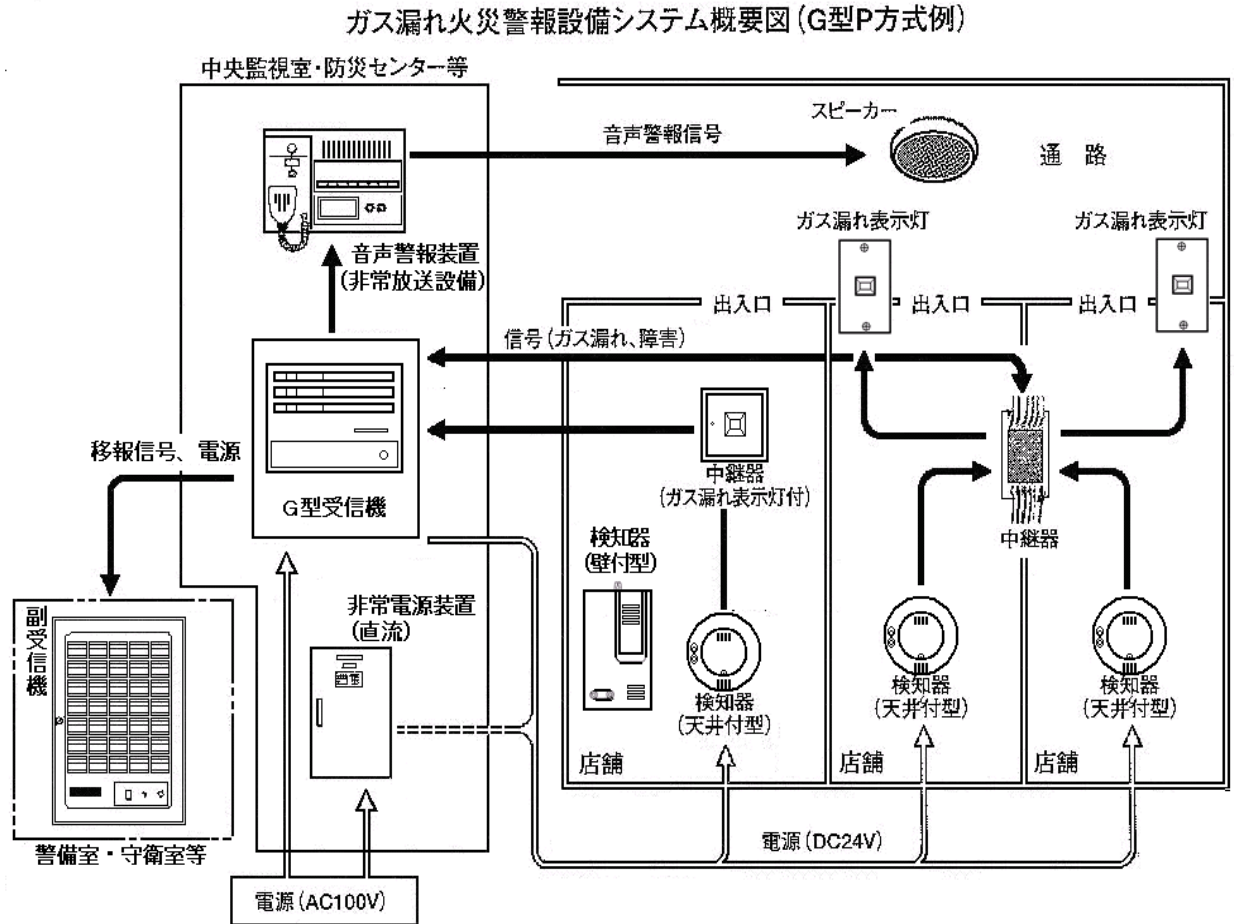 ガス漏れ火災警報設備システム概要図(G型P方式例)
中央監視室・防災センター等
スピーカー
音声警報信号
通 路
ガス漏れ表示灯
ガス漏れ表示灯
音声警報装置
(非常放送設備)
出入口
出入口
出入口
信号(ガス漏れ、障害)
移報信号、電源
G型受信機
中継器
(ガス漏れ表示灯付)
中継器
検知器
(壁付型)
副受信機
非常電源装置
(直流)
検知器
(天井付型)
検知器
(天井付型)
検知器
(天井付型)
店舗
店舗
店舗
電源(DC24V)
警備室・守衛室等
電源(AC100V)